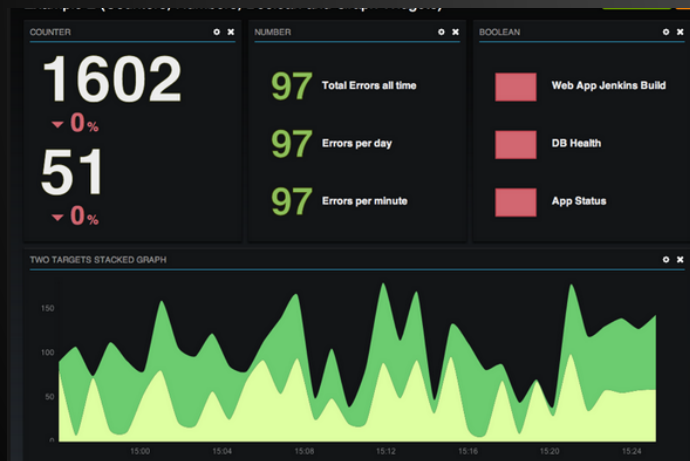 COUNTER
1602
0%
51
0%
NUMBER
97 Total Errors all time
97 Errors per day
97 Errors per minute
BOOLEAN
Web App Jenkins Build
DB Health
App Status
TWO TARGETS STACKED GRAPH
150
100
50
0
15:00 15:04 15:08 15:12 15:16 15:20 15:24